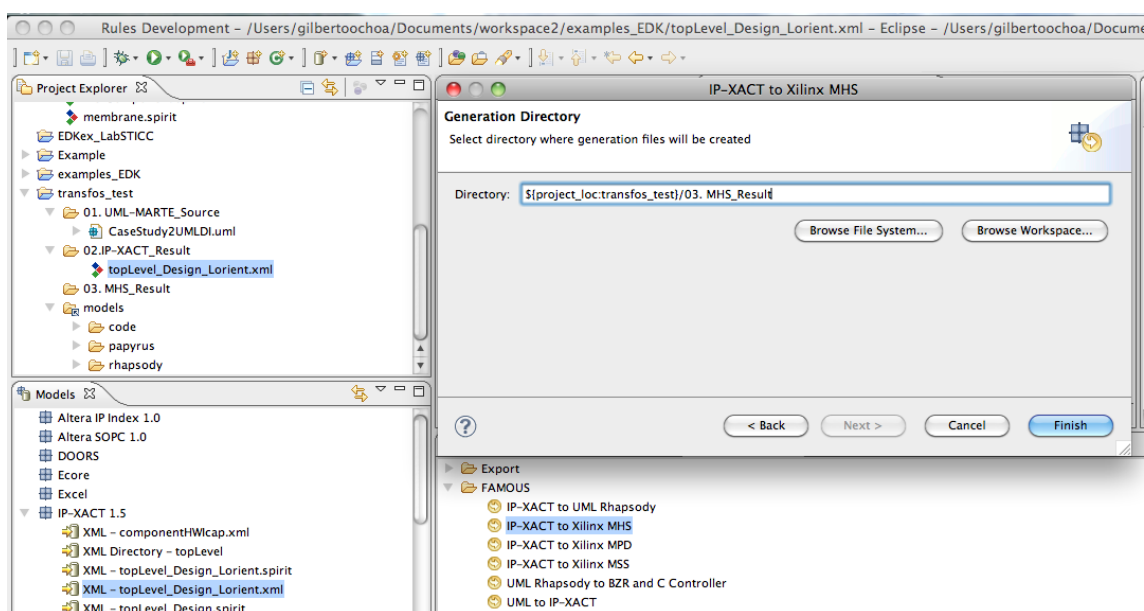 Rules Development – /Users/gilbertoochoa/Documents/workspace2/examples_EDK/topLevel_Design_Lorient.xml – Eclipse – /Users/gilbertoochoa/Docume
Project Explorer
membrane.spirit
EDKex_LabSTICC
Example
examples_EDK
transfos_test
01. UML-MARTE_Source
CaseStudy2UMLDI.uml
02.IP-XACT_Result
topLevel_Design_Lorient.xml
03. MHS_Result
models
code
papyrus
rhapsody
Models
Altera IP Index 1.0
Altera SOPC 1.0
DOORS
Ecore
Excel
IP-XACT 1.5
XML – componentHWIcap.xml
XML Directory – topLevel
XML – topLevel_Design_Lorient.spirit
XML – topLevel_Design_Lorient.xml
XML – topLevel_Design.spirit
IP-XACT to Xilinx MHS
Generation Directory
Select directory where generation files will be created
Directory: ${project_loc:transfos_test}/03. MHS_Result
Browse File System...
Browse Workspace...
?
< Back
Next >
Cancel
Finish
Export
FAMOUS
IP-XACT to UML Rhapsody
IP-XACT to Xilinx MHS
IP-XACT to Xilinx MPD
IP-XACT to Xilinx MSS
UML Rhapsody to BZR and C Controller
UML to IP-XACT